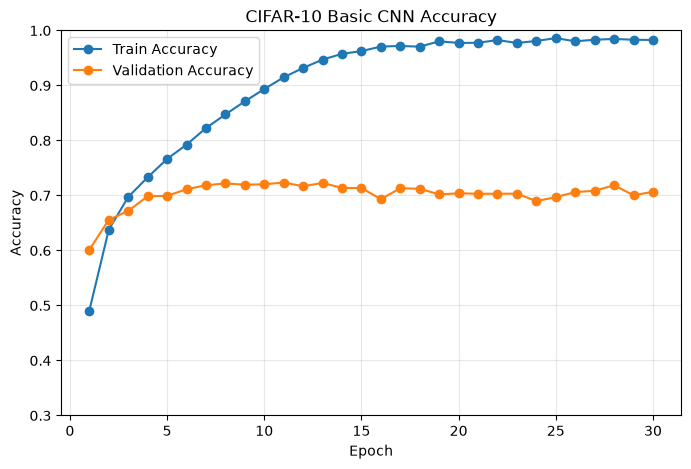 CIFAR-10 Basic CNN Accuracy
Train Accuracy
Validation Accuracy
Accuracy
1.0
0.9
0.8
0.7
0.6
0.5
0.4
0.3
0 5 10 15 20 25 30
Epoch